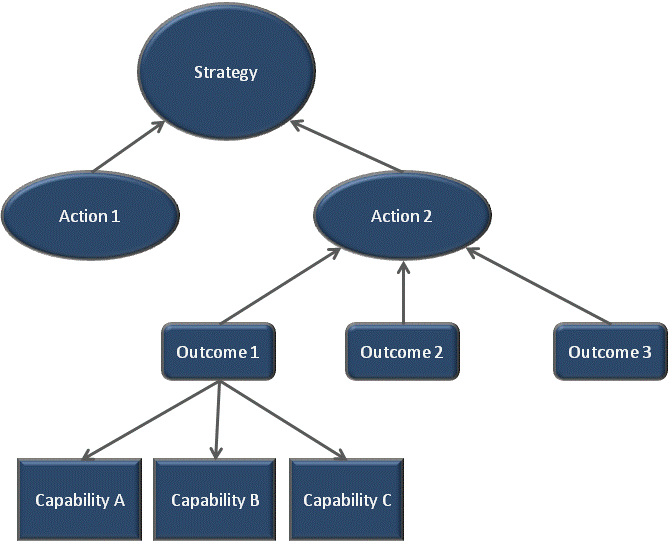 Strategy
Action 1
Action 2
Outcome 1
Outcome 2
Outcome 3
Capability A
Capability B
Capability C